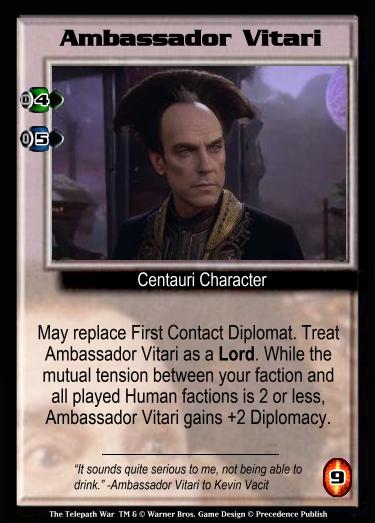 Ambassador Vitari
4
5
Centauri Character
May replace First Contact Diplomat. Treat
Ambassador Vitari as a Lord. While the
mutual tension between your faction and
all played Human factions is 2 or less,
Ambassador Vitari gains +2 Diplomacy.
“It sounds quite serious to me, not being able to
drink.” -Ambassador Vitari to Kevin Vacit
9
The Telepath War TM & © Warner Bros. Game Design © Precedence Publish